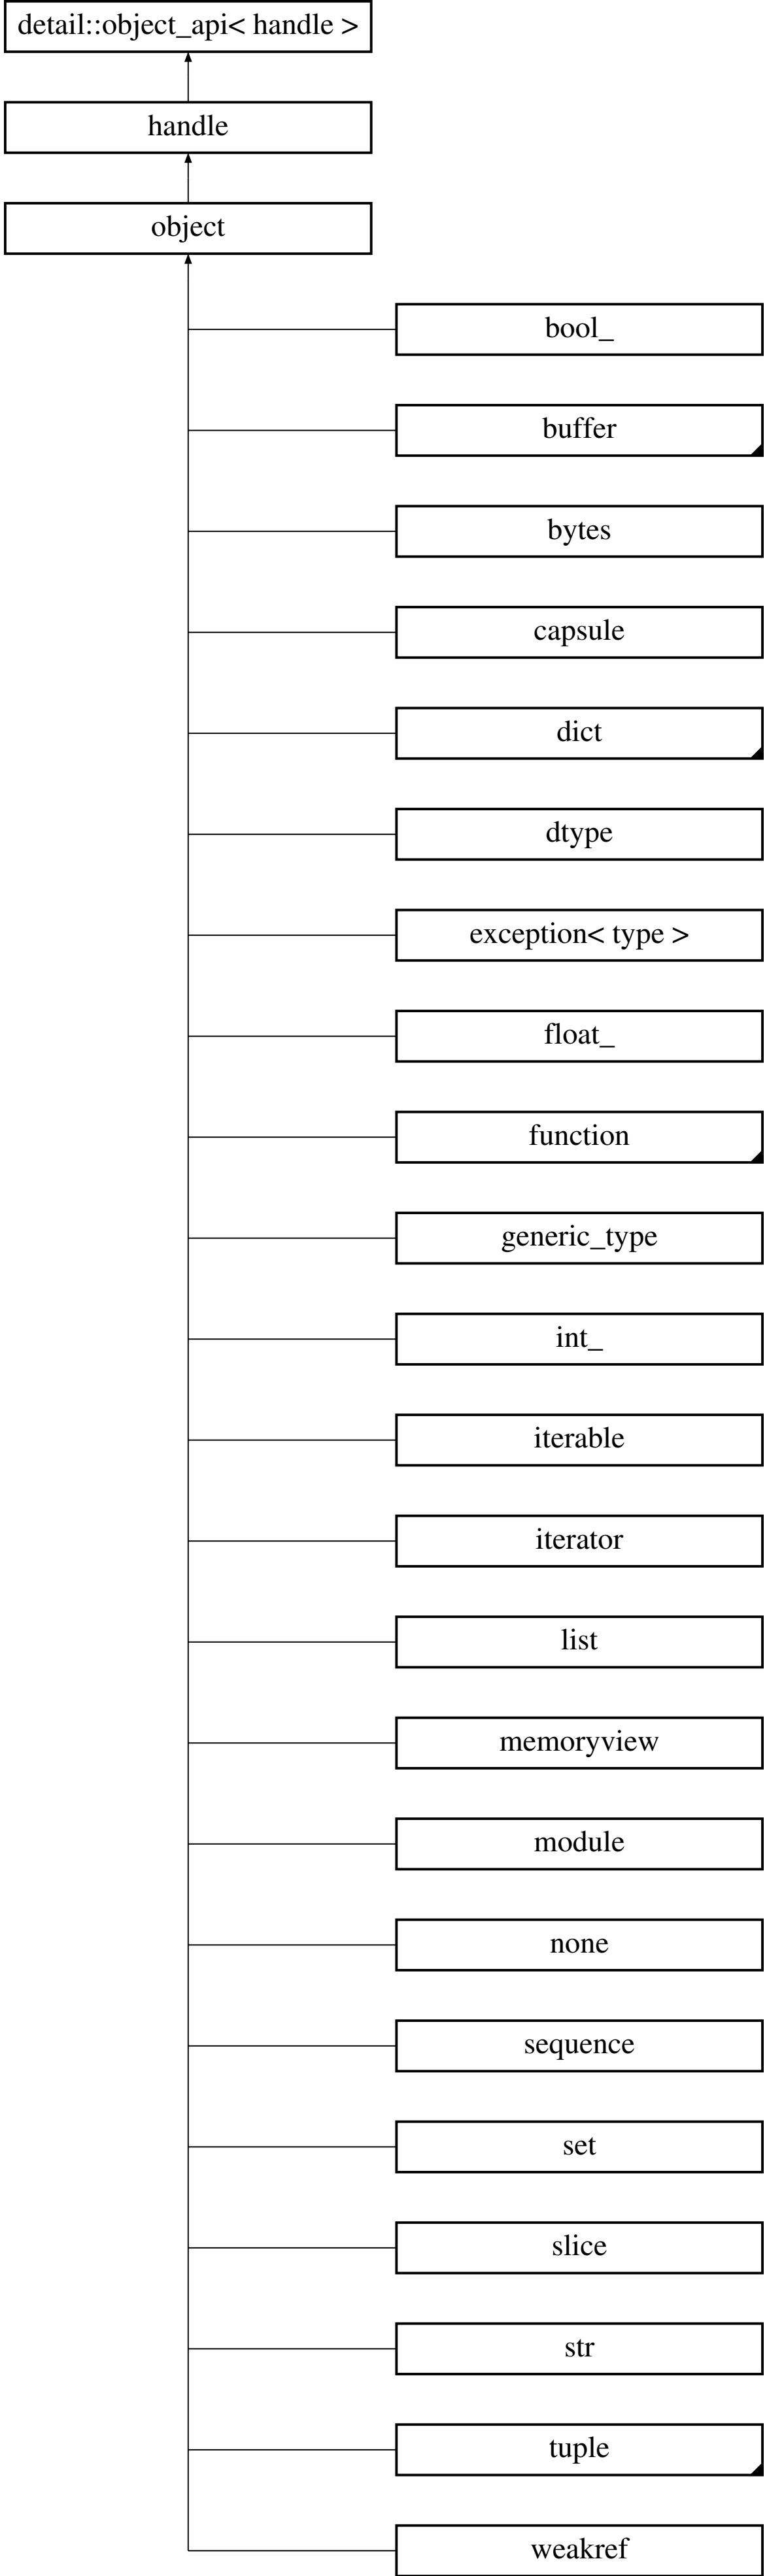 detail::object_api< handle >
handle
object
bool_
buffer
bytes
capsule
dict
dtype
exception< type >
float_
function
generic_type
int_
iterable
iterator
list
memoryview
module
none
sequence
set
slice
str
tuple
weakref